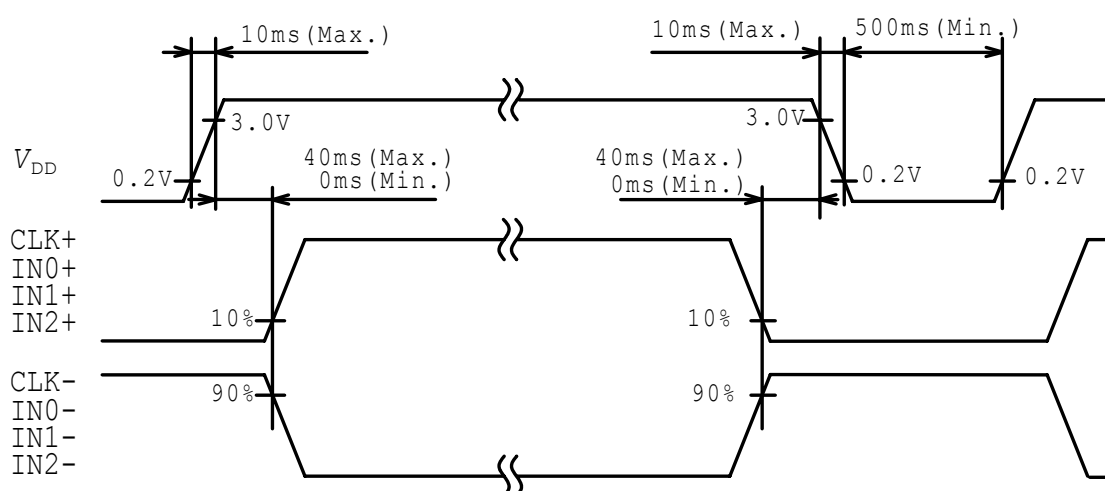 10ms(Max.)
10ms(Max.)
500ms(Min.)
3.0V
3.0V
VDD
0.2V
0.2V
0.2V
40ms(Max.)
0ms(Min.)
40ms(Max.)
0ms(Min.)
CLK+
IN0+
IN1+
IN2+
10%
10%
CLK-
IN0-
IN1-
IN2-
90%
90%